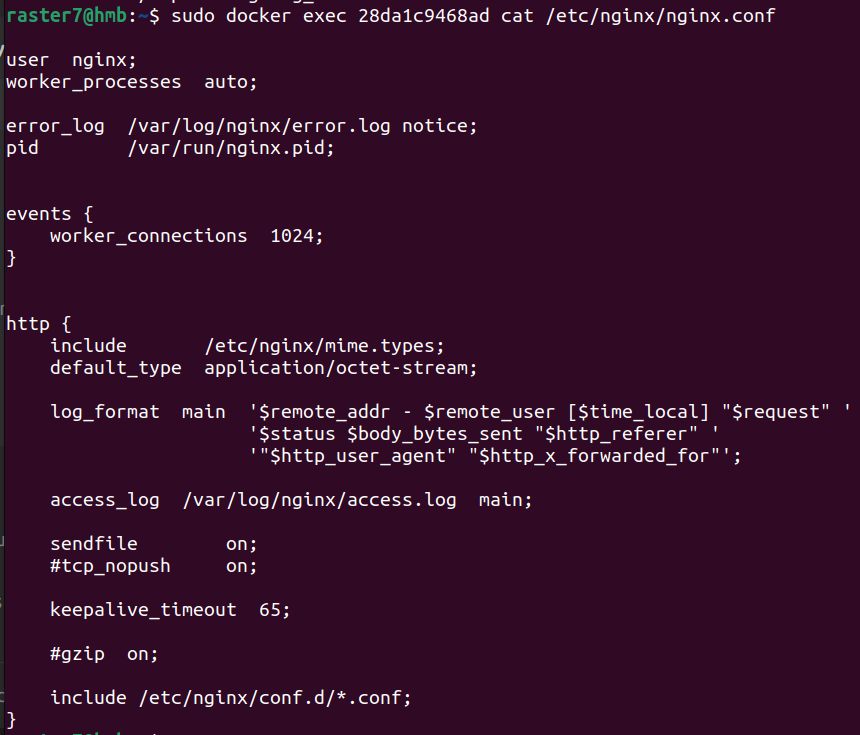 raster7@hmb:~$ sudo docker exec 28da1c9468ad cat /etc/nginx/nginx.conf
user  nginx;
worker_processes  auto;
error_log  /var/log/nginx/error.log notice;
pid        /var/run/nginx.pid;
events {
    worker_connections  1024;
}
http {
    include       /etc/nginx/mime.types;
    default_type  application/octet-stream;
    log_format  main  '$remote_addr - $remote_user [$time_local] "$request" '
                      '$status $body_bytes_sent "$http_referer" '
                      '"$http_user_agent" "$http_x_forwarded_for"';
    access_log  /var/log/nginx/access.log  main;
    sendfile        on;
    #tcp_nopush     on;
    keepalive_timeout  65;
    #gzip  on;
    include /etc/nginx/conf.d/*.conf;
}